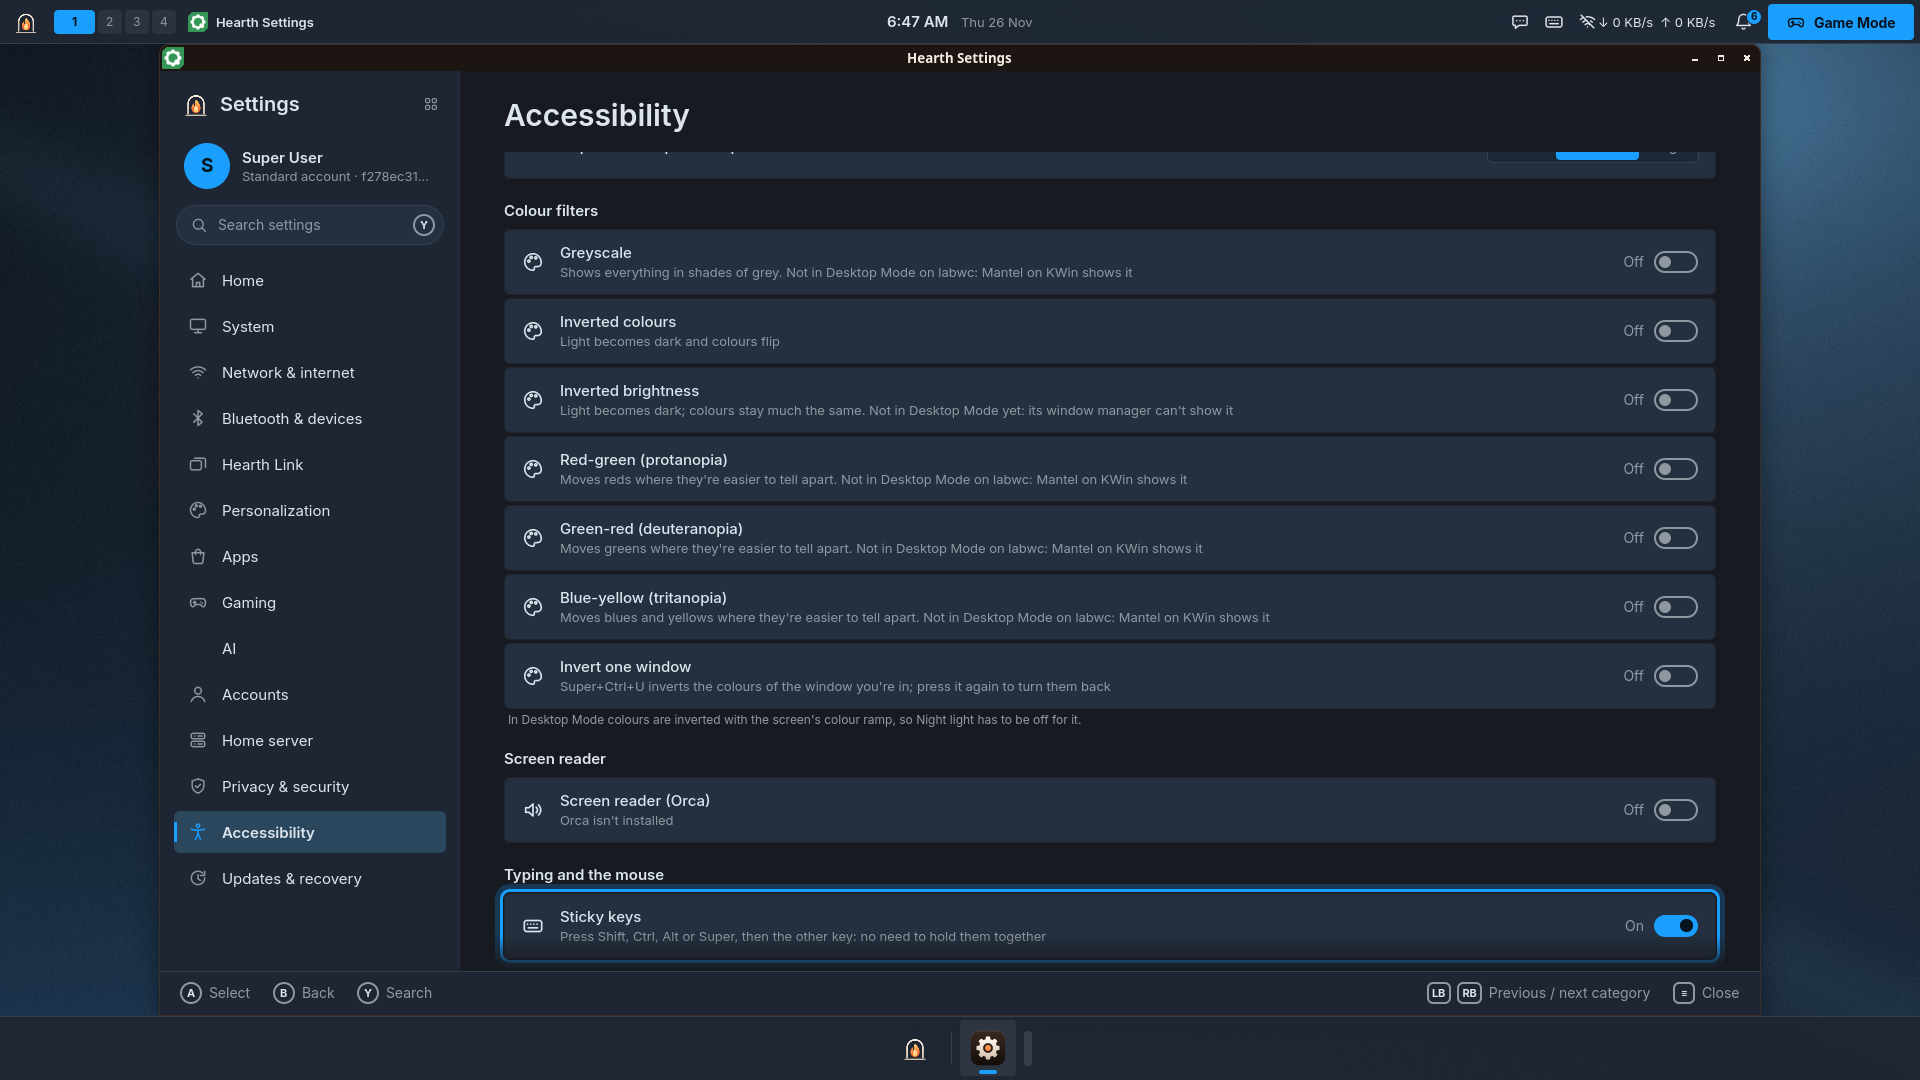 1 2 3 4 Hearth Settings
6:47 AM Thu 26 Nov
0 KB/s 0 KB/s 6 Game Mode
Hearth Settings
Settings
S
Super User
Standard account · f278ec31...
Search settings Y
Home
System
Network & internet
Bluetooth & devices
Hearth Link
Personalization
Apps
Gaming
AI
Accounts
Home server
Privacy & security
Accessibility
Updates & recovery
Accessibility
Colour filters
Greyscale
Shows everything in shades of grey. Not in Desktop Mode on labwc: Mantel on KWin shows it
Off
Inverted colours
Light becomes dark and colours flip
Off
Inverted brightness
Light becomes dark; colours stay much the same. Not in Desktop Mode yet: its window manager can't show it
Off
Red-green (protanopia)
Moves reds where they're easier to tell apart. Not in Desktop Mode on labwc: Mantel on KWin shows it
Off
Green-red (deuteranopia)
Moves greens where they're easier to tell apart. Not in Desktop Mode on labwc: Mantel on KWin shows it
Off
Blue-yellow (tritanopia)
Moves blues and yellows where they're easier to tell apart. Not in Desktop Mode on labwc: Mantel on KWin shows it
Off
Invert one window
Super+Ctrl+U inverts the colours of the window you're in; press it again to turn them back
Off
In Desktop Mode colours are inverted with the screen's colour ramp, so Night light has to be off for it.
Screen reader
Screen reader (Orca)
Orca isn't installed
Off
Typing and the mouse
Sticky keys
Press Shift, Ctrl, Alt or Super, then the other key: no need to hold them together
On
A Select B Back Y Search
LB RB Previous / next category Close